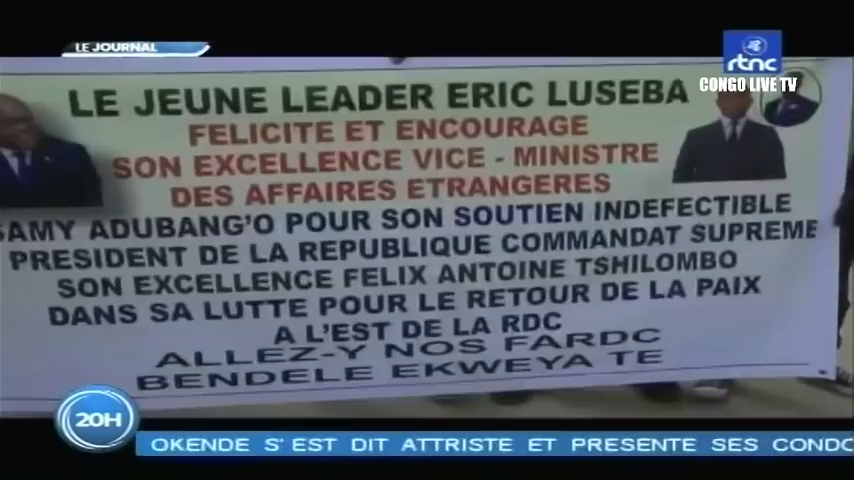 LE JOURNAL
rtnc
CONGO LIVE TV
LE JEUNE LEADER ERIC LUSEBA
FELICITE ET ENCOURAGE
SON EXCELLENCE VICE - MINISTRE
DES AFFAIRES ETRANGERES
SAMY ADUBANG'O POUR SON SOUTIEN INDEFECTIBLE
PRESIDENT DE LA REPUBLIQUE COMMANDAT SUPREME
SON EXCELLENCE FELIX ANTOINE TSHILOMBO
DANS SA LUTTE POUR LE RETOUR DE LA PAIX
A L'EST DE LA RDC
ALLEZ-Y NOS FARDC
BENDELE EKWEYA TE
20H
OKENDE S'EST DIT ATTRISTE ET PRESENTE SES CONDO